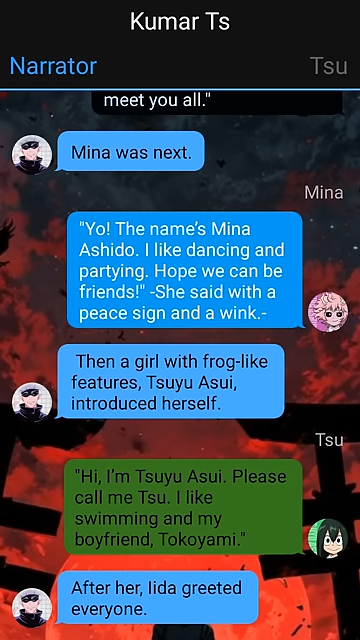 Kumar Ts
Narrator
Tsu
meet you all."
Mina was next.
Mina
"Yo! The name's Mina
Ashido. I like dancing and
partying. Hope we can be
friends!" -She said with a
peace sign and a wink.-
Then a girl with frog-like
features, Tsuyu Asui,
introduced herself.
Tsu
"Hi, I'm Tsuyu Asui. Please
call me Tsu. I like
swimming and my
boyfriend, Tokoyami."
After her, Iida greeted
everyone.